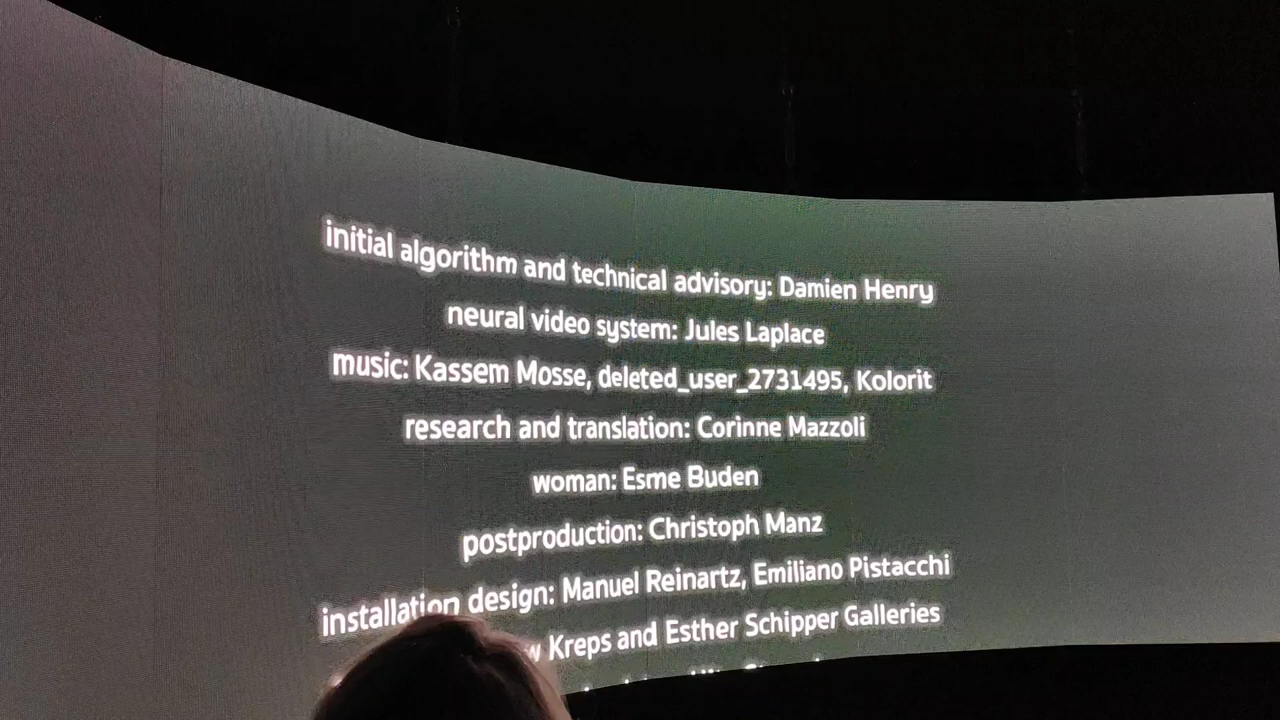 initial algorithm and technical advisory: Damien Henry
neural video system: Jules Laplace
music: Kassem Mosse, deleted_user_2731495, Kolorit
research and translation: Corinne Mazzoli
woman: Esme Buden
postproduction: Christoph Manz
installation design: Manuel Reinartz, Emiliano Pistacchi
Kreps and Esther Schipper Galleries